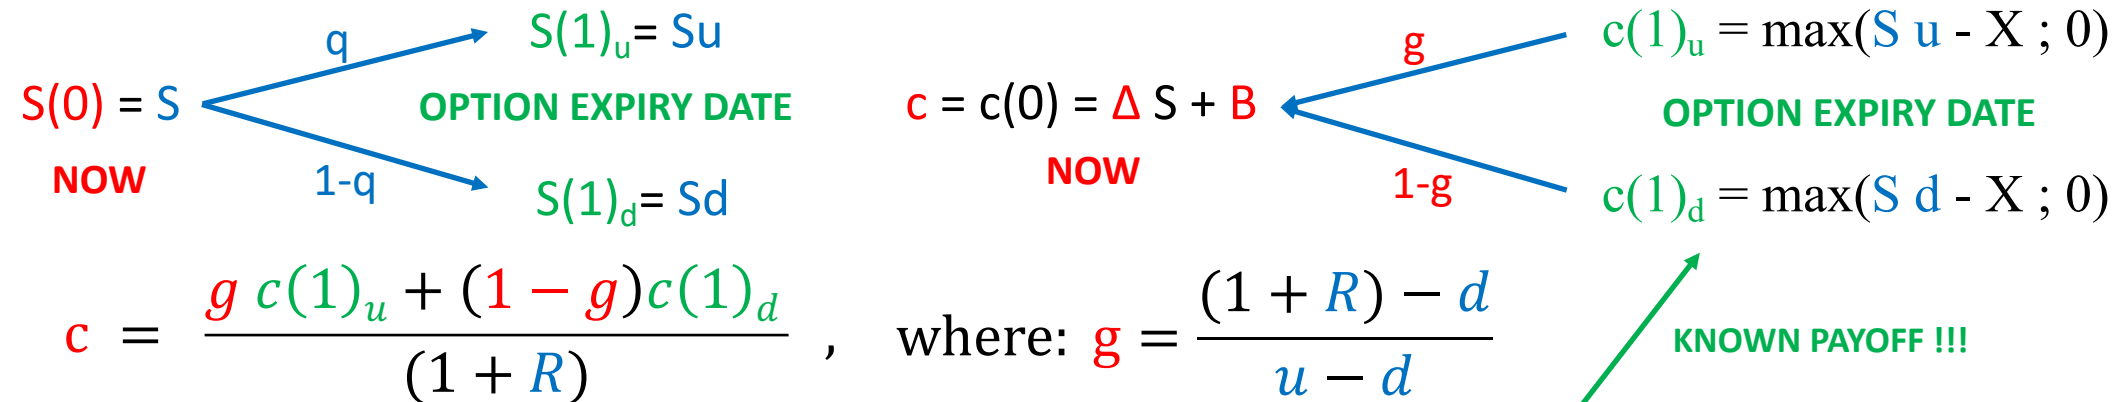 q
S(1)u= Su
S(0) = S
OPTION EXPIRY DATE
NOW
1-q
S(1)d= Sd
g
c(1)u = max(S u - X ; 0)
c = c(0) = Δ S + B
OPTION EXPIRY DATE
NOW
1-g
c(1)d = max(S d - X ; 0)
c = (g c(1)u + (1 − g)c(1)d) / (1 + R) , where: g = ((1 + R) − d) / (u − d)
KNOWN PAYOFF !!!